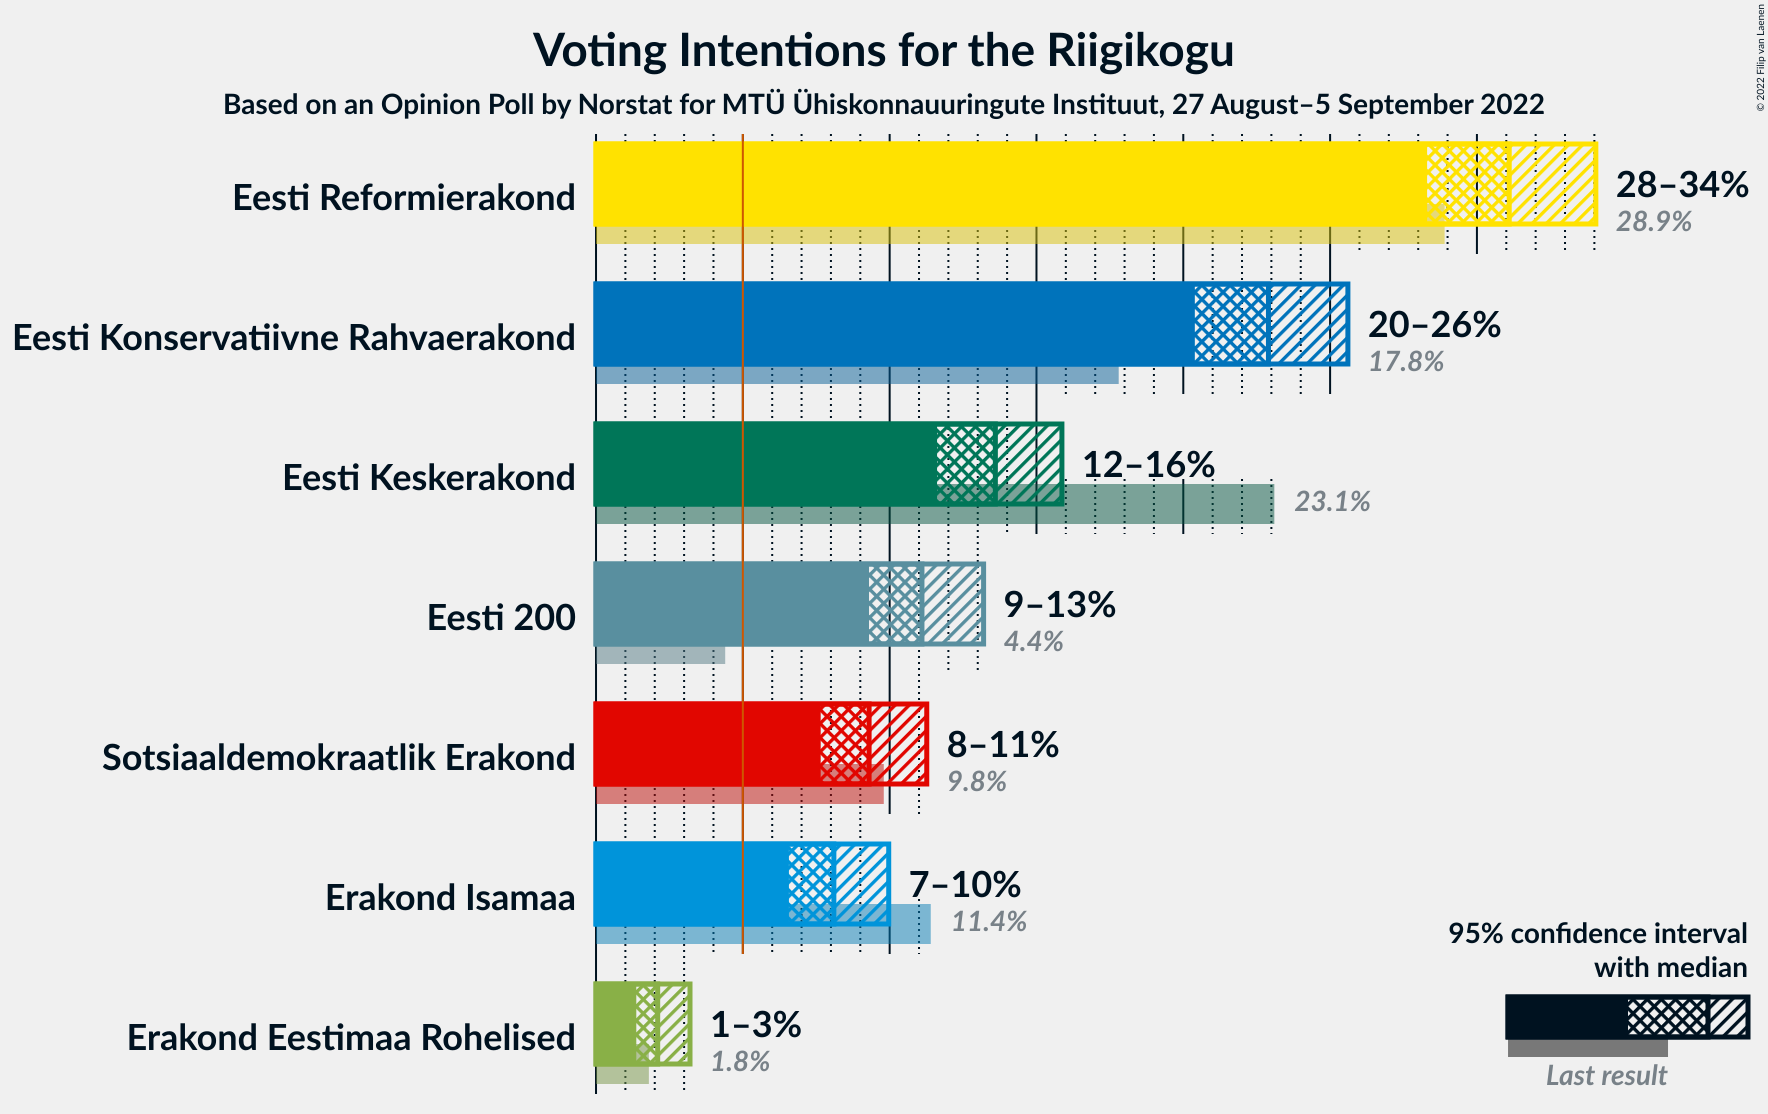 Voting Intentions for the Riigikogu
Based on an Opinion Poll by Norstat for MTÜ Ühiskonnauuringute Instituut, 27 August–5 September 2022
© 2022 Filip van Laenen
Eesti Reformierakond
28–34%
28.9%
Eesti Konservatiivne Rahvaerakond
20–26%
17.8%
Eesti Keskerakond
12–16%
23.1%
Eesti 200
9–13%
4.4%
Sotsiaaldemokraatlik Erakond
8–11%
9.8%
Erakond Isamaa
7–10%
11.4%
Erakond Eestimaa Rohelised
1–3%
1.8%
95% confidence interval
with median
Last result